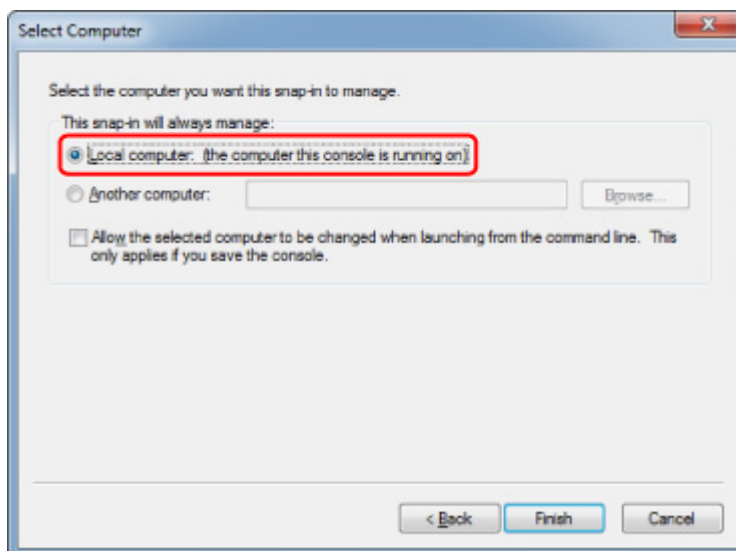 Select Computer
Select the computer you want this snap-in to manage.
This snap-in will always manage:
Local computer: (the computer this console is running on)
Another computer:
Browse...
Allow the selected computer to be changed when launching from the command line. This
only applies if you save the console.
< Back
Finish
Cancel